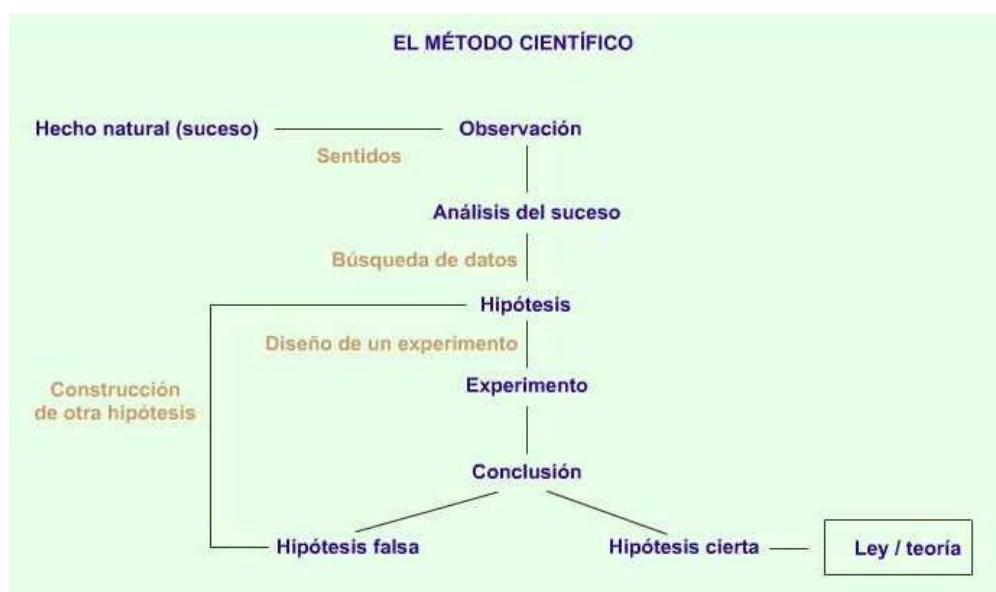 EL MÉTODO CIENTÍFICO
Hecho natural (suceso)
Observación
Sentidos
Análisis del suceso
Búsqueda de datos
Hipótesis
Diseño de un experimento
Experimento
Construcción
de otra hipótesis
Conclusión
Hipótesis falsa
Hipótesis cierta
Ley / teoría